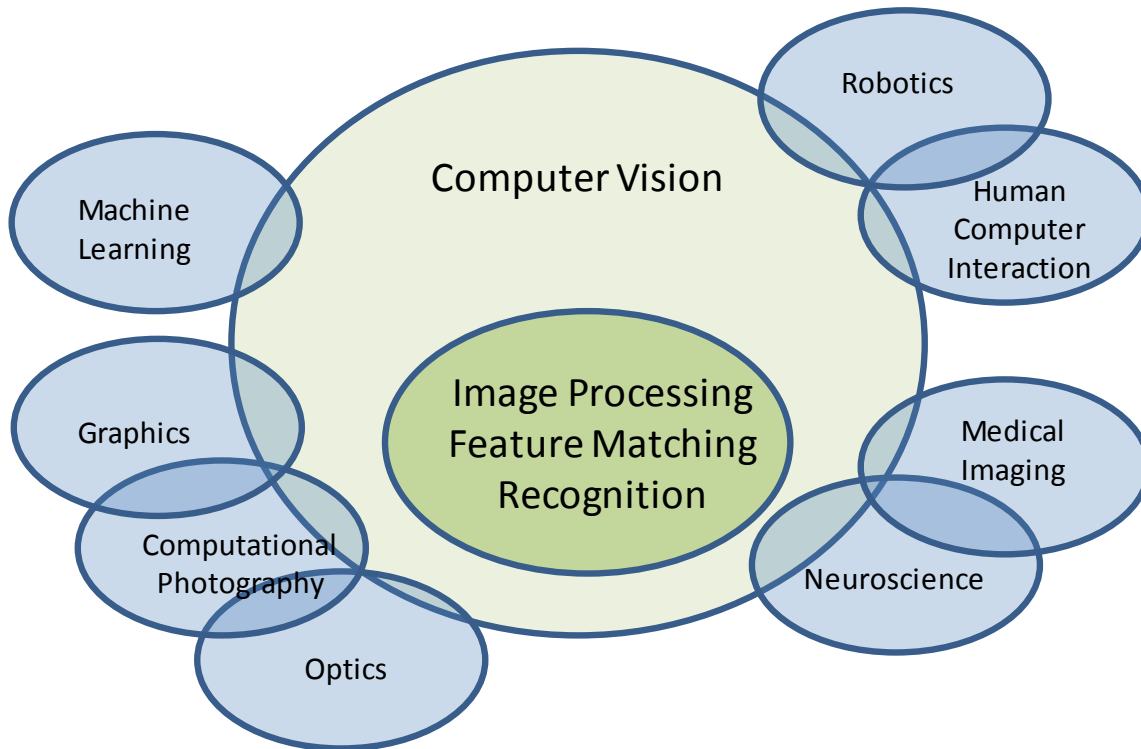 Robotics
Computer Vision
Human
Computer
Interaction
Machine
Learning
Image Processing
Feature Matching
Recognition
Graphics
Medical
Imaging
Computational
Photography
Neuroscience
Optics